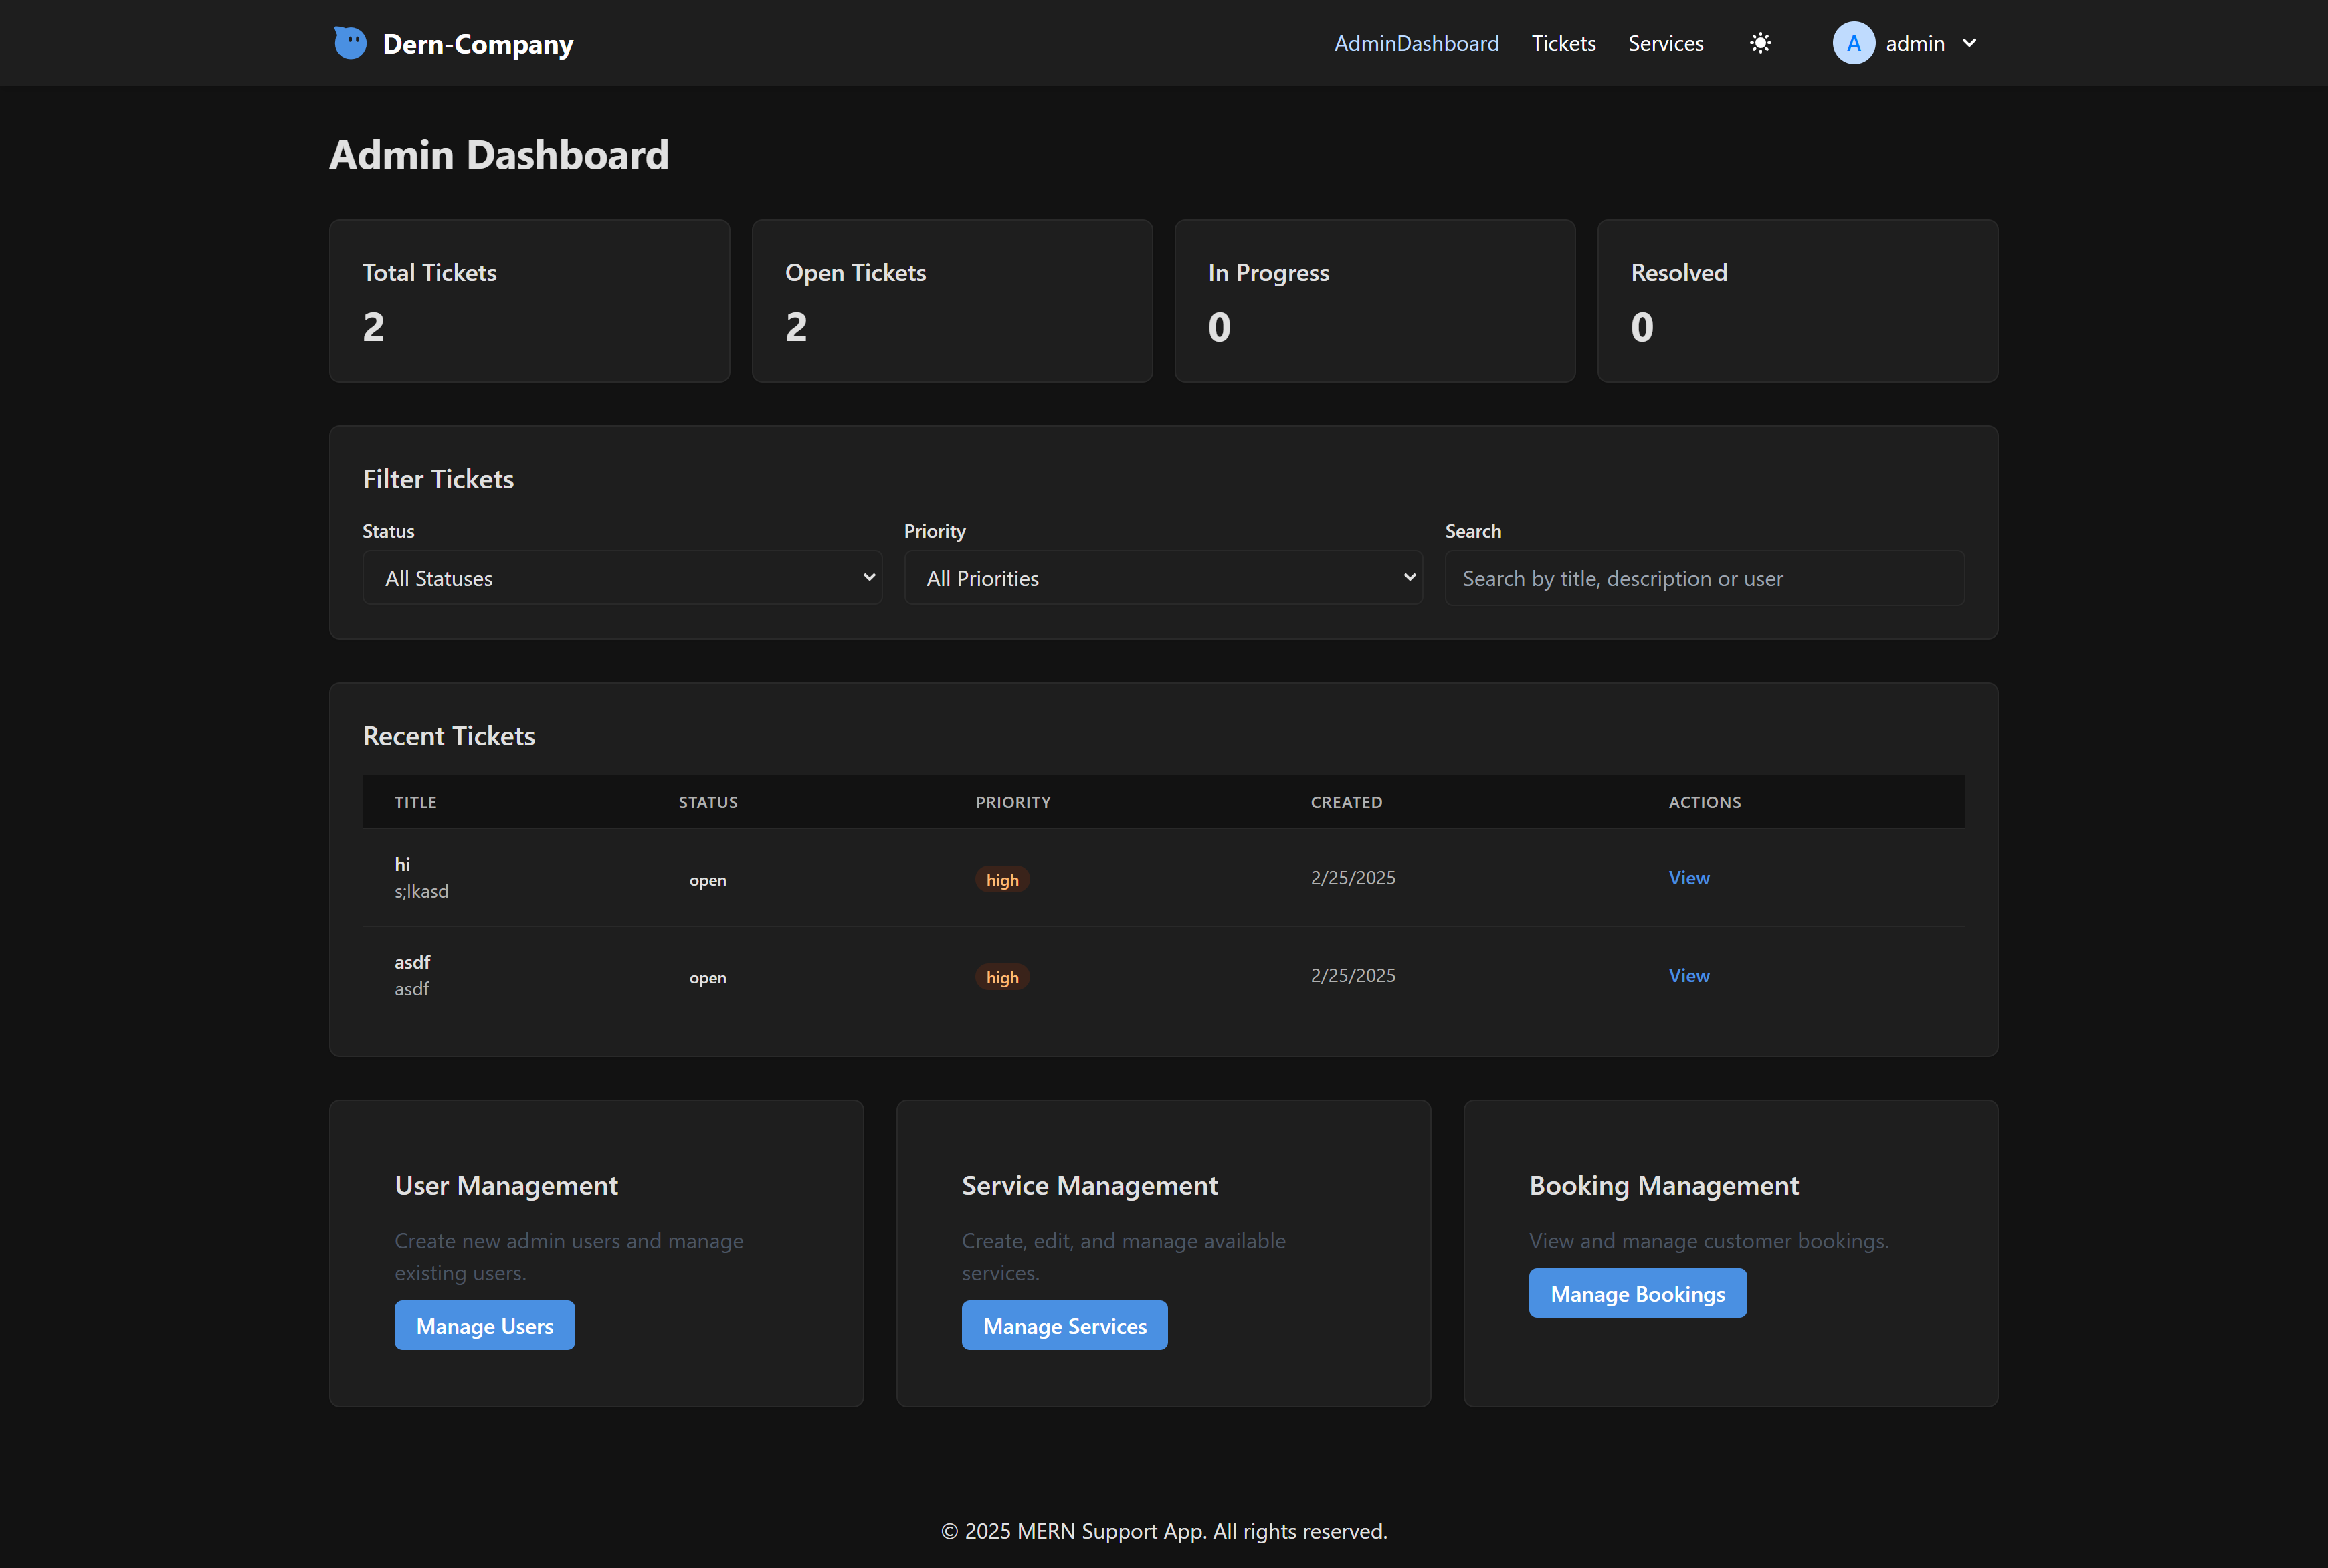 Dern-Company
AdminDashboard
Tickets
Services
A
admin
Admin Dashboard
Total Tickets
2
Open Tickets
2
In Progress
0
Resolved
0
Filter Tickets
Status
All Statuses
Priority
All Priorities
Search
Search by title, description or user
Recent Tickets
TITLE STATUS PRIORITY CREATED ACTIONS
hi
s;lkasd
open
high
2/25/2025
View
asdf
asdf
open
high
2/25/2025
View
User Management
Create new admin users and manage
existing users.
Manage Users
Service Management
Create, edit, and manage available
services.
Manage Services
Booking Management
View and manage customer bookings.
Manage Bookings
© 2025 MERN Support App. All rights reserved.